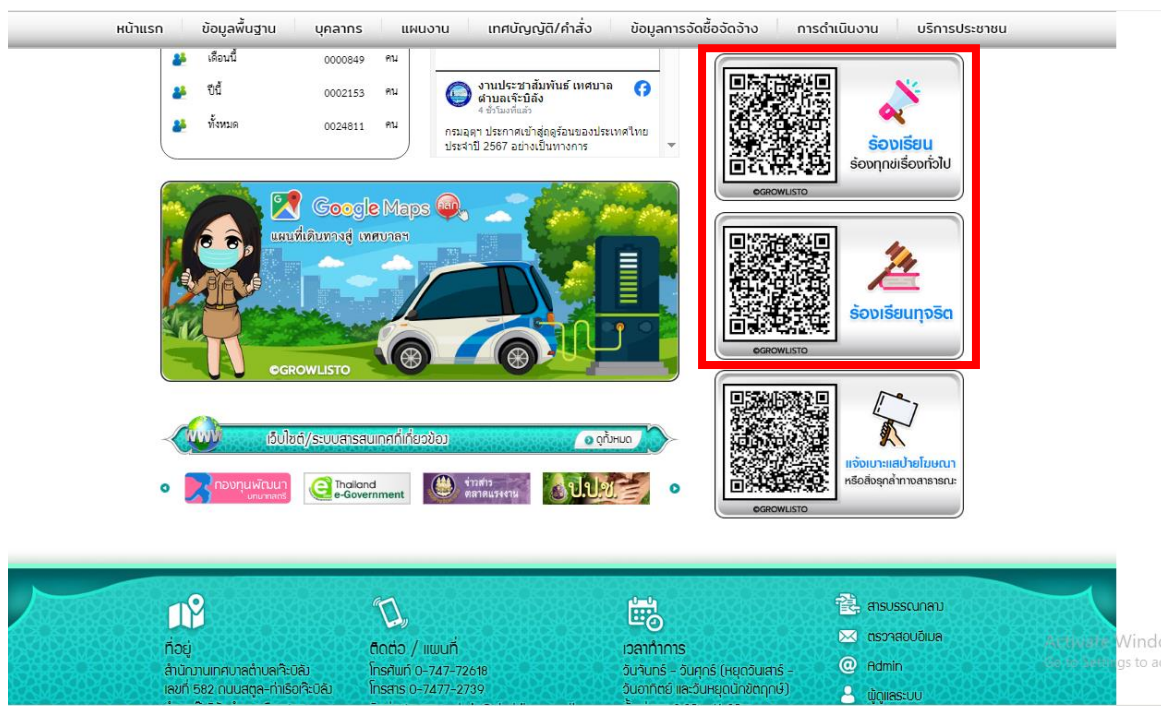 หน้าแรก ข้อมูลพื้นฐาน บุคลากร แผนงาน เทศบัญญัติ/คำสั่ง ข้อมูลการจัดซื้อจัดจ้าง การดำเนินงาน บริการประชาชน
เดือนนี้ 0000849 คน
ปีนี้ 0002153 คน
ทั้งหมด 0024811 คน
งานประชาสัมพันธ์ เทศบาล
ตำบลเจ๊ะบิลัง
4 ชั่วโมงที่แล้ว
กรมอุตุฯ ประกาศเข้าสู่ฤดูร้อนของประเทศไทย
ประจำปี 2567 อย่างเป็นทางการ
ร้องเรียน
ร้องทุกข์เรื่องทั่วไป
©GROWLISTO
Google Maps คลิก
แผนที่เดินทางสู่ เทศบาลฯ
©GROWLISTO
ร้องเรียนทุจริต
©GROWLISTO
แจ้งเบาะแสป้ายโฆษณา
หรือสิ่งรุกล้ำทางสาธารณะ
©GROWLISTO
www เว็บไซต์/ระบบสารสนเทศที่เกี่ยวข้อง ดูทั้งหมด
กองทุนพัฒนา
บทบาทสตรี
Thailand
e-Government
ข่าวสาร
ตลาดแรงงาน
ป.ป.ช.
ที่อยู่
สำนักงานเทศบาลตำบลเจ๊ะบิลัง
เลขที่ 582 ถนนสตูล-ท่าเรือเจ๊ะบิลัง
ติดต่อ / แผนที่
โทรศัพท์ 0-747-72618
โทรสาร 0-7477-2739
เวลาทำการ
วันจันทร์ - วันศุกร์ (หยุดวันเสาร์ -
วันอาทิตย์ และวันหยุดนักขัตฤกษ์)
สารบรรณกลาง
ตรวจสอบอีเมล
Admin
ผู้ดูแลระบบ